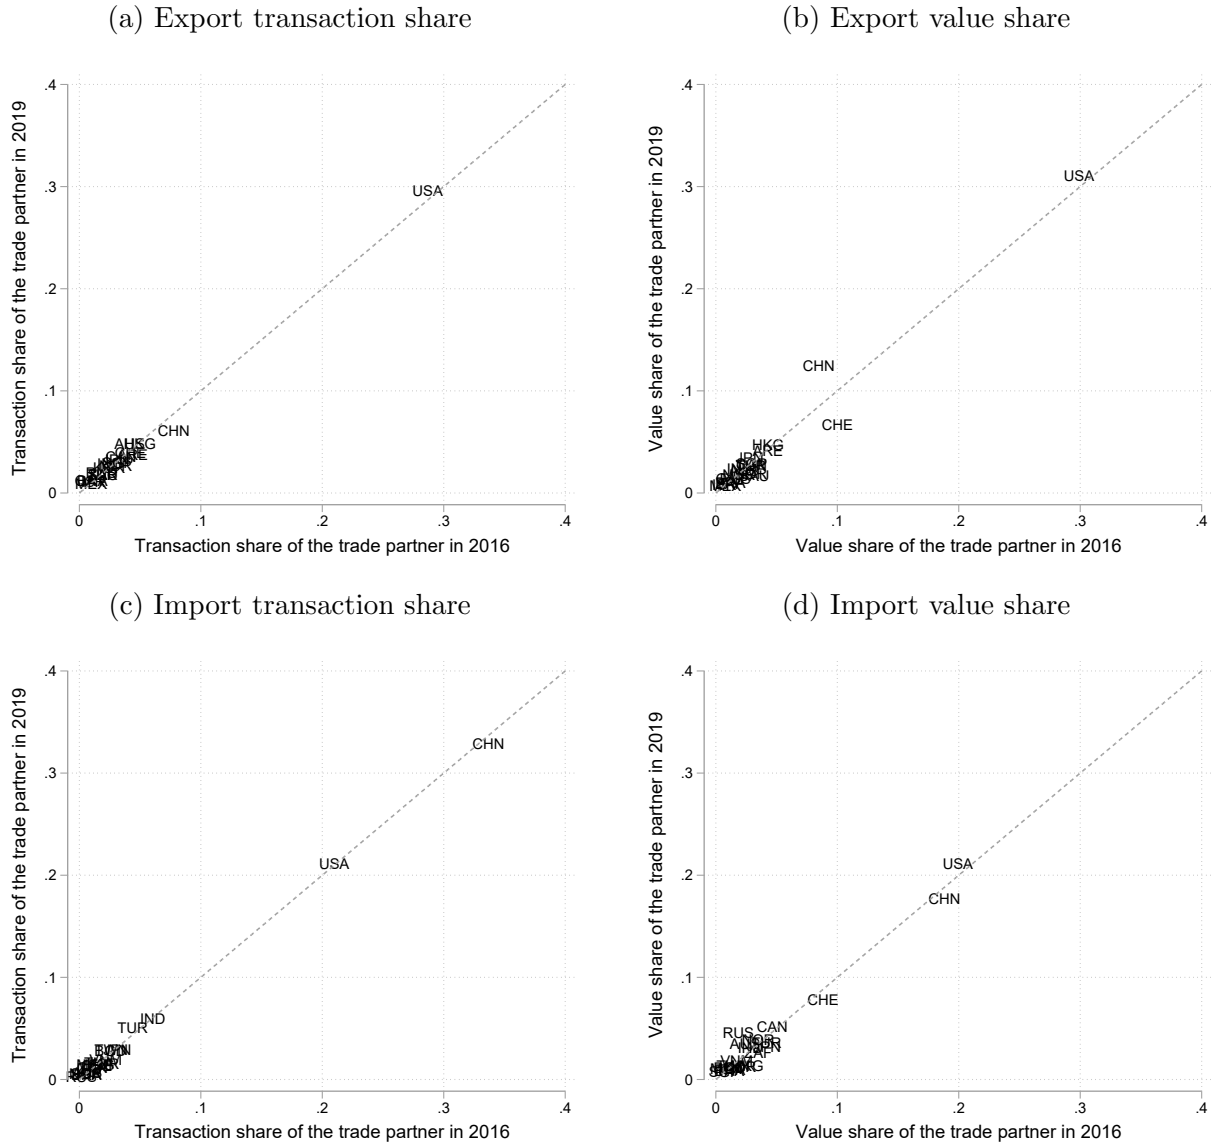 (a) Export transaction share
(b) Export value share
Transaction share of the trade partner in 2019
.4
.3
.2
.1
0
USA
CHN
MEX
0 .1 .2 .3 .4
Transaction share of the trade partner in 2016
Value share of the trade partner in 2019
.4
.3
.2
.1
0
USA
CHN
CHE
HKG
ARE
0 .1 .2 .3 .4
Value share of the trade partner in 2016
(c) Import transaction share
(d) Import value share
Transaction share of the trade partner in 2019
.4
.3
.2
.1
0
CHN
USA
IND
TUR
0 .1 .2 .3 .4
Transaction share of the trade partner in 2016
Value share of the trade partner in 2019
.4
.3
.2
.1
0
USA
CHN
CHE
CAN
RUS
0 .1 .2 .3 .4
Value share of the trade partner in 2016